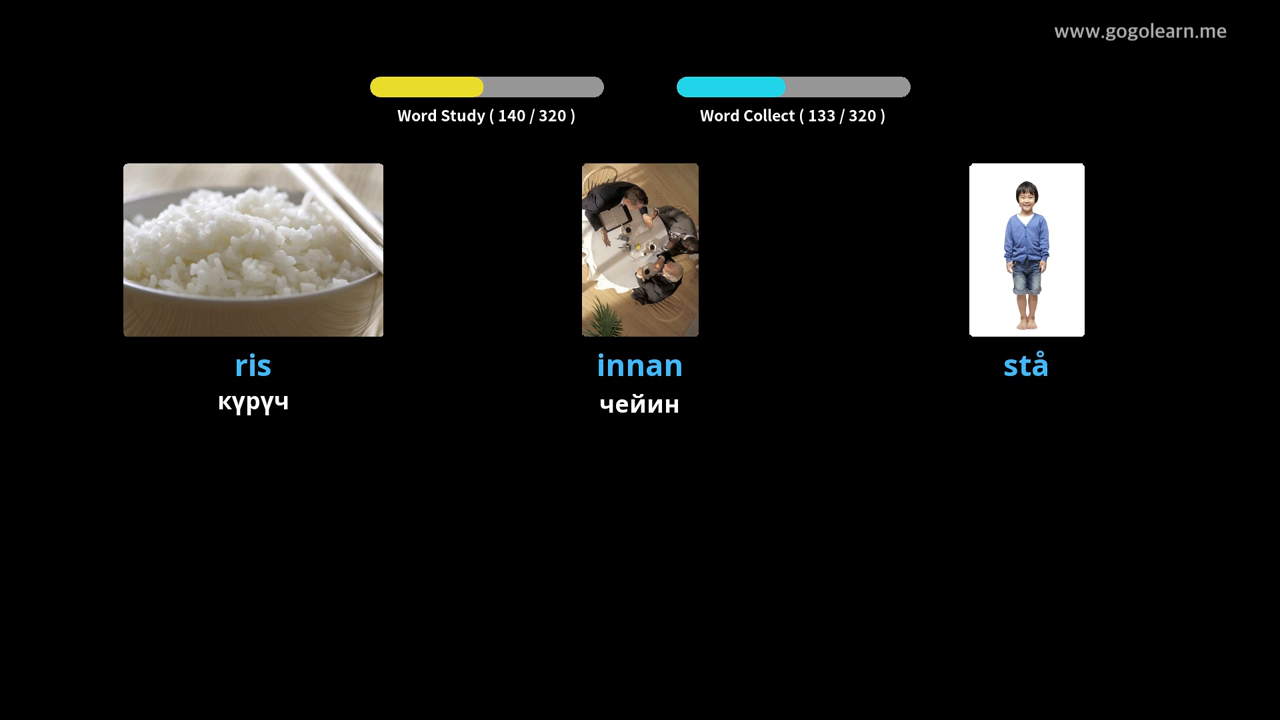 www.gogolearn.me
Word Study ( 140 / 320 )
Word Collect ( 133 / 320 )
ris
күрүч
innan
чейин
stå